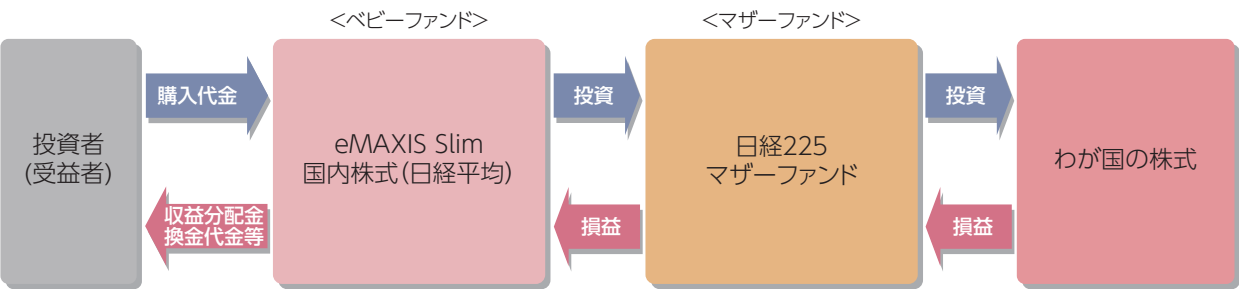 <ベビーファンド>
<マザーファンド>
投資者
(受益者)
購入代金
収益分配金
換金代金等
eMAXIS Slim
国内株式(日経平均)
投資
損益
日経225
マザーファンド
投資
損益
わが国の株式